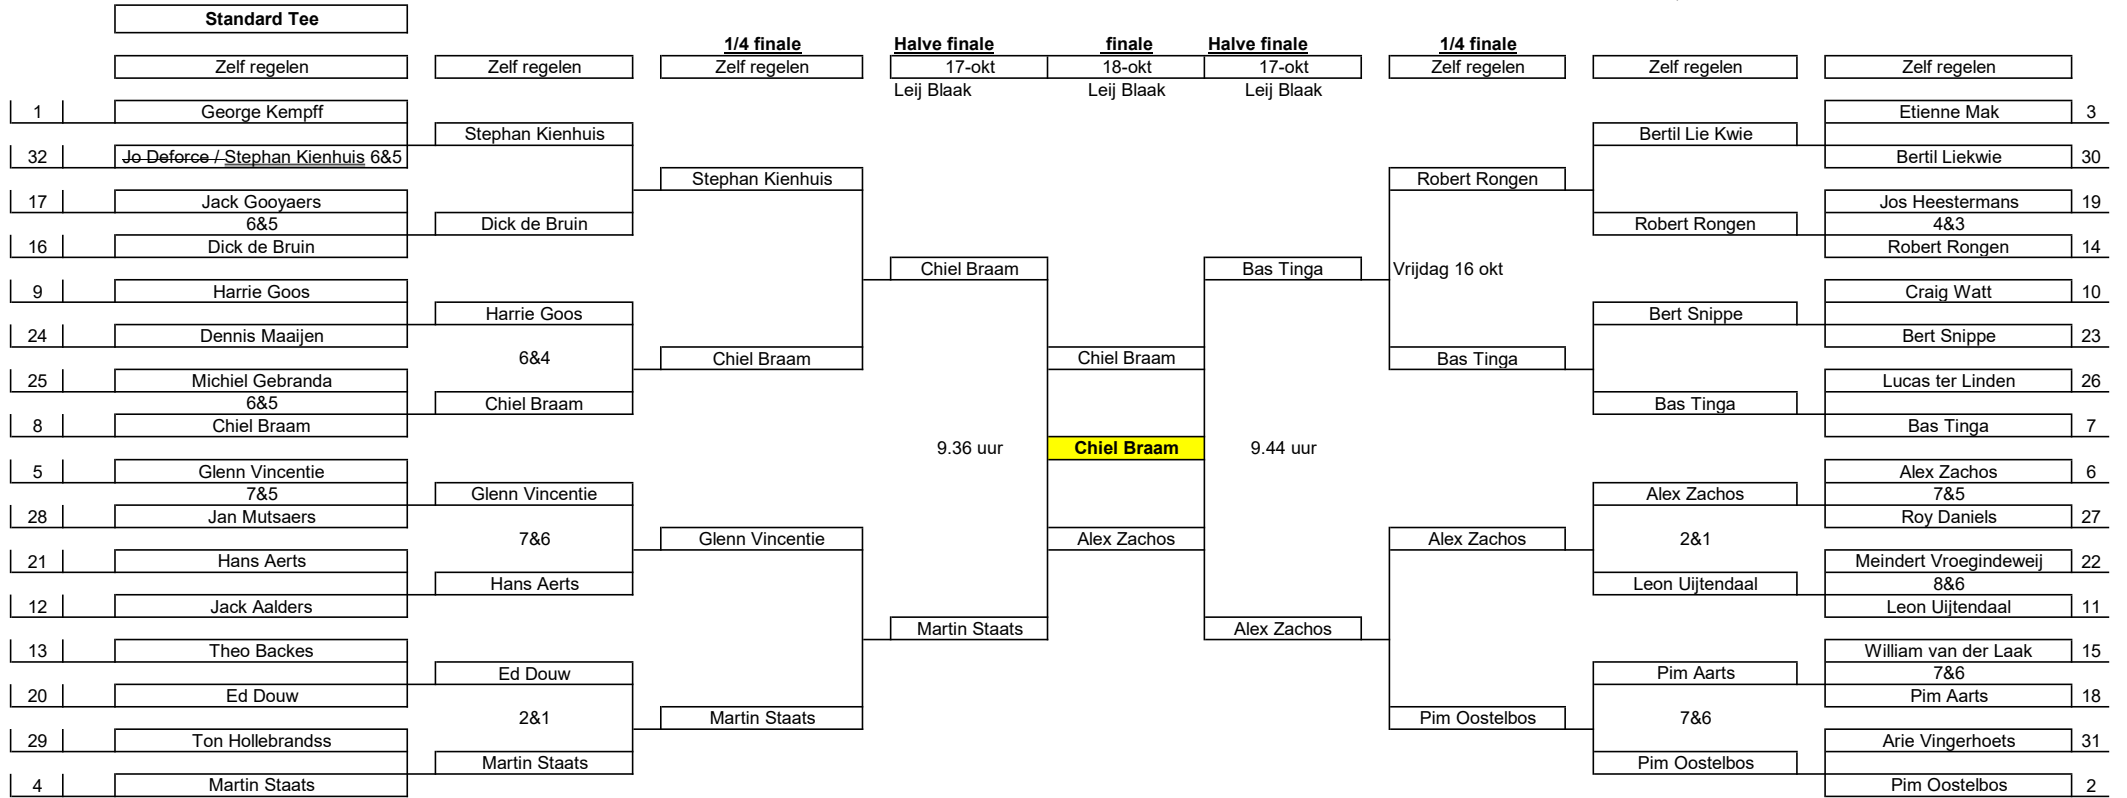 Standard Tee
1/4 finale Halve finale finale Halve finale 1/4 finale
Zelf regelen Zelf regelen Zelf regelen 17-okt 18-okt 17-okt Zelf regelen Zelf regelen Zelf regelen
Leij Blaak Leij Blaak Leij Blaak
1 George Kempff Etienne Mak 3
Stephan Kienhuis Bertil Lie Kwie
32 Jo Deforce / Stephan Kienhuis 6&5 Bertil Liekwie 30
Stephan Kienhuis Robert Rongen
17 Jack Gooyaers Jos Heestermans 19
6&5 Dick de Bruin Robert Rongen 4&3
16 Dick de Bruin Robert Rongen 14
Chiel Braam Bas Tinga Vrijdag 16 okt
9 Harrie Goos Craig Watt 10
Harrie Goos Bert Snippe
24 Dennis Maaijen Bert Snippe 23
6&4 Chiel Braam Chiel Braam Bas Tinga
25 Michiel Gebranda Lucas ter Linden 26
6&5 Chiel Braam Bas Tinga
8 Chiel Braam Bas Tinga 7
9.36 uur Chiel Braam 9.44 uur
5 Glenn Vincentie Alex Zachos 6
7&5 Glenn Vincentie Alex Zachos 7&5
28 Jan Mutsaers Roy Daniels 27
7&6 Glenn Vincentie Alex Zachos Alex Zachos 2&1
21 Hans Aerts Meindert Vroegindeweij 22
Hans Aerts Leon Uijtendaal 8&6
12 Jack Aalders Leon Uijtendaal 11
Martin Staats Alex Zachos
13 Theo Backes William van der Laak 15
Ed Douw Pim Aarts 7&6
20 Ed Douw Pim Aarts 18
2&1 Martin Staats Pim Oostelbos 7&6
29 Ton Hollebrandss Arie Vingerhoets 31
Martin Staats Pim Oostelbos
4 Martin Staats Pim Oostelbos 2